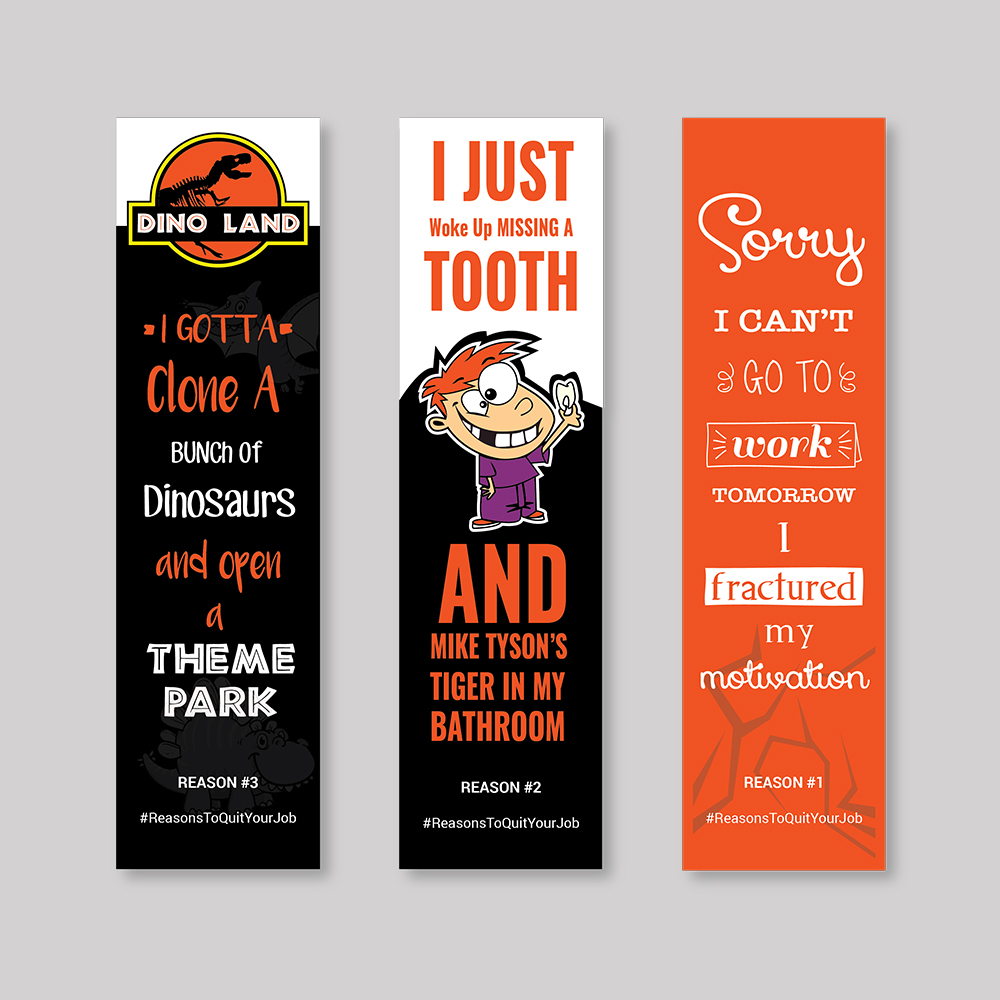 DINO LAND
I GOTTA
Clone A
BUNCH OF
Dinosaurs
and open
a
THEME
PARK
REASON #3
#ReasonsToQuitYourJob
I JUST
Woke Up MISSING A
TOOTH
AND
MIKE TYSON'S
TIGER IN MY
BATHROOM
REASON #2
#ReasonsToQuitYourJob
Sorry
I CAN'T
GO TO
work
TOMORROW
I
fractured
my
motivation
REASON #1
#ReasonsToQuitYourJob